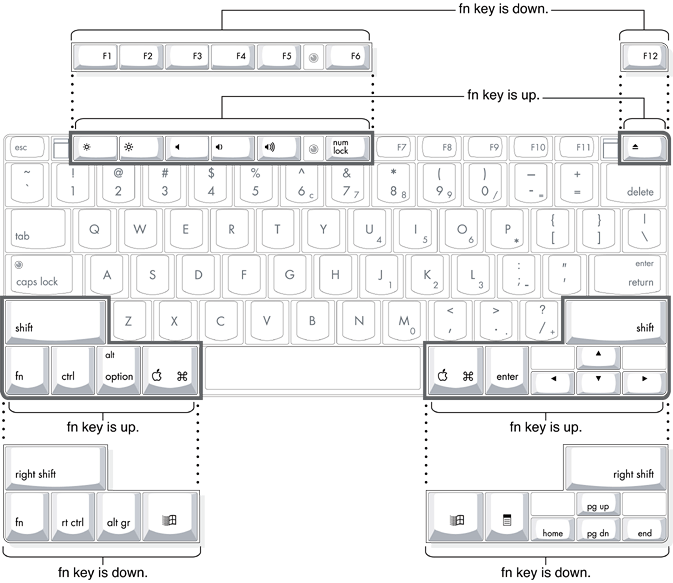 fn key is down.
F1 F2 F3 F4 F5 F6 F12
fn key is up.
esc num lock F7 F8 F9 F10 F11
~ ! @ # $ % ^ & * ( ) _ +
` 1 2 3 4 5 6 c 7 7 8 8 9 9 0 / - = = delete
tab Q W E R T Y U 4 I 5 O 6 P * { [ } ] | \
caps lock A S D F G H J 1 K 2 L 3 : ; - " ' enter return
shift Z X C V B N M 0 < , > . . ? / + shift
fn ctrl alt option ⌘ ⌘ enter
fn key is up. fn key is up.
right shift right shift
fn rt ctrl alt gr pg up
home pg dn end
fn key is down. fn key is down.